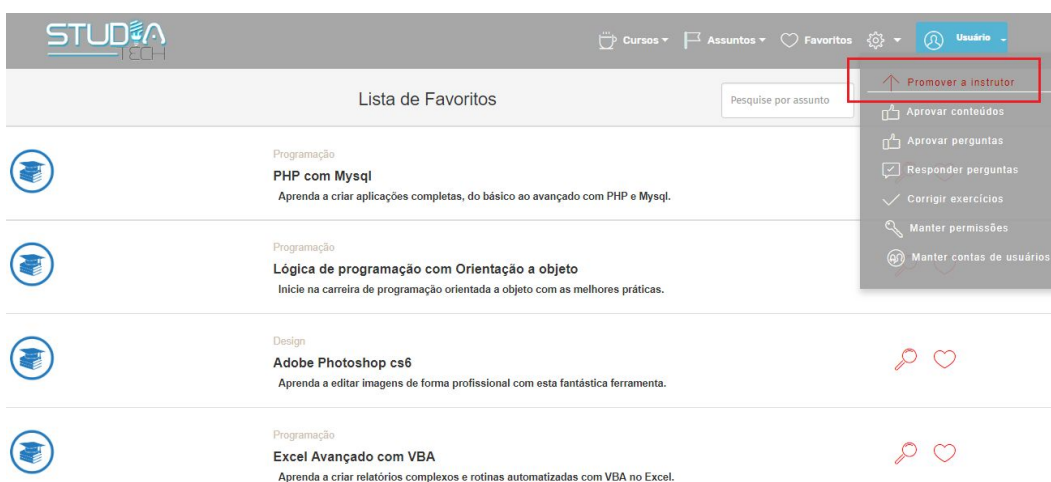 STUDIA
TECH
Cursos
Assuntos
Favoritos
Usuário
Lista de Favoritos
Pesquise por assunto
Promover a instrutor
Aprovar conteúdos
Aprovar perguntas
Responder perguntas
Corrigir exercícios
Manter permissões
Manter contas de usuários
Programação
PHP com Mysql
Aprenda a criar aplicações completas, do básico ao avançado com PHP e Mysql.
Programação
Lógica de programação com Orientação a objeto
Inicie na carreira de programação orientada a objeto com as melhores práticas.
Design
Adobe Photoshop cs6
Aprenda a editar imagens de forma profissional com esta fantástica ferramenta.
Programação
Excel Avançado com VBA
Aprenda a criar relatórios complexos e rotinas automatizadas com VBA no Excel.